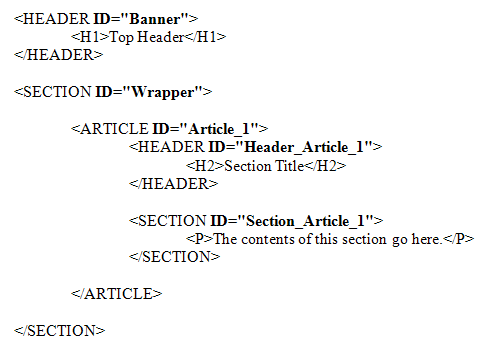 <HEADER ID="Banner">
<H1>Top Header</H1>
</HEADER>
<SECTION ID="Wrapper">
<ARTICLE ID="Article_1">
<HEADER ID="Header_Article_1">
<H2>Section Title</H2>
</HEADER>
<SECTION ID="Section_Article_1">
<P>The contents of this section go here.</P>
</SECTION>
</ARTICLE>
</SECTION>